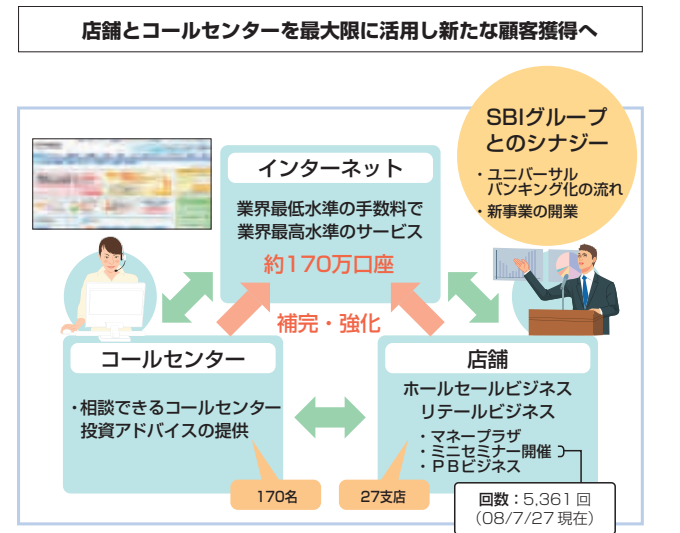 店舗とコールセンターを最大限に活用し新たな顧客獲得へ
SBIグループ
とのシナジー
・ユニバーサル
バンキング化の流れ
・新事業の開業
インターネット
業界最低水準の手数料で
業界最高水準のサービス
約170万口座
補完・強化
コールセンター
・相談できるコールセンター
投資アドバイスの提供
170名
店舗
ホールセールビジネス
リテールビジネス
・マネープラザ
・ミニセミナー開催
・PBビジネス
27支店
回数：5,361回
（08/7/27現在）